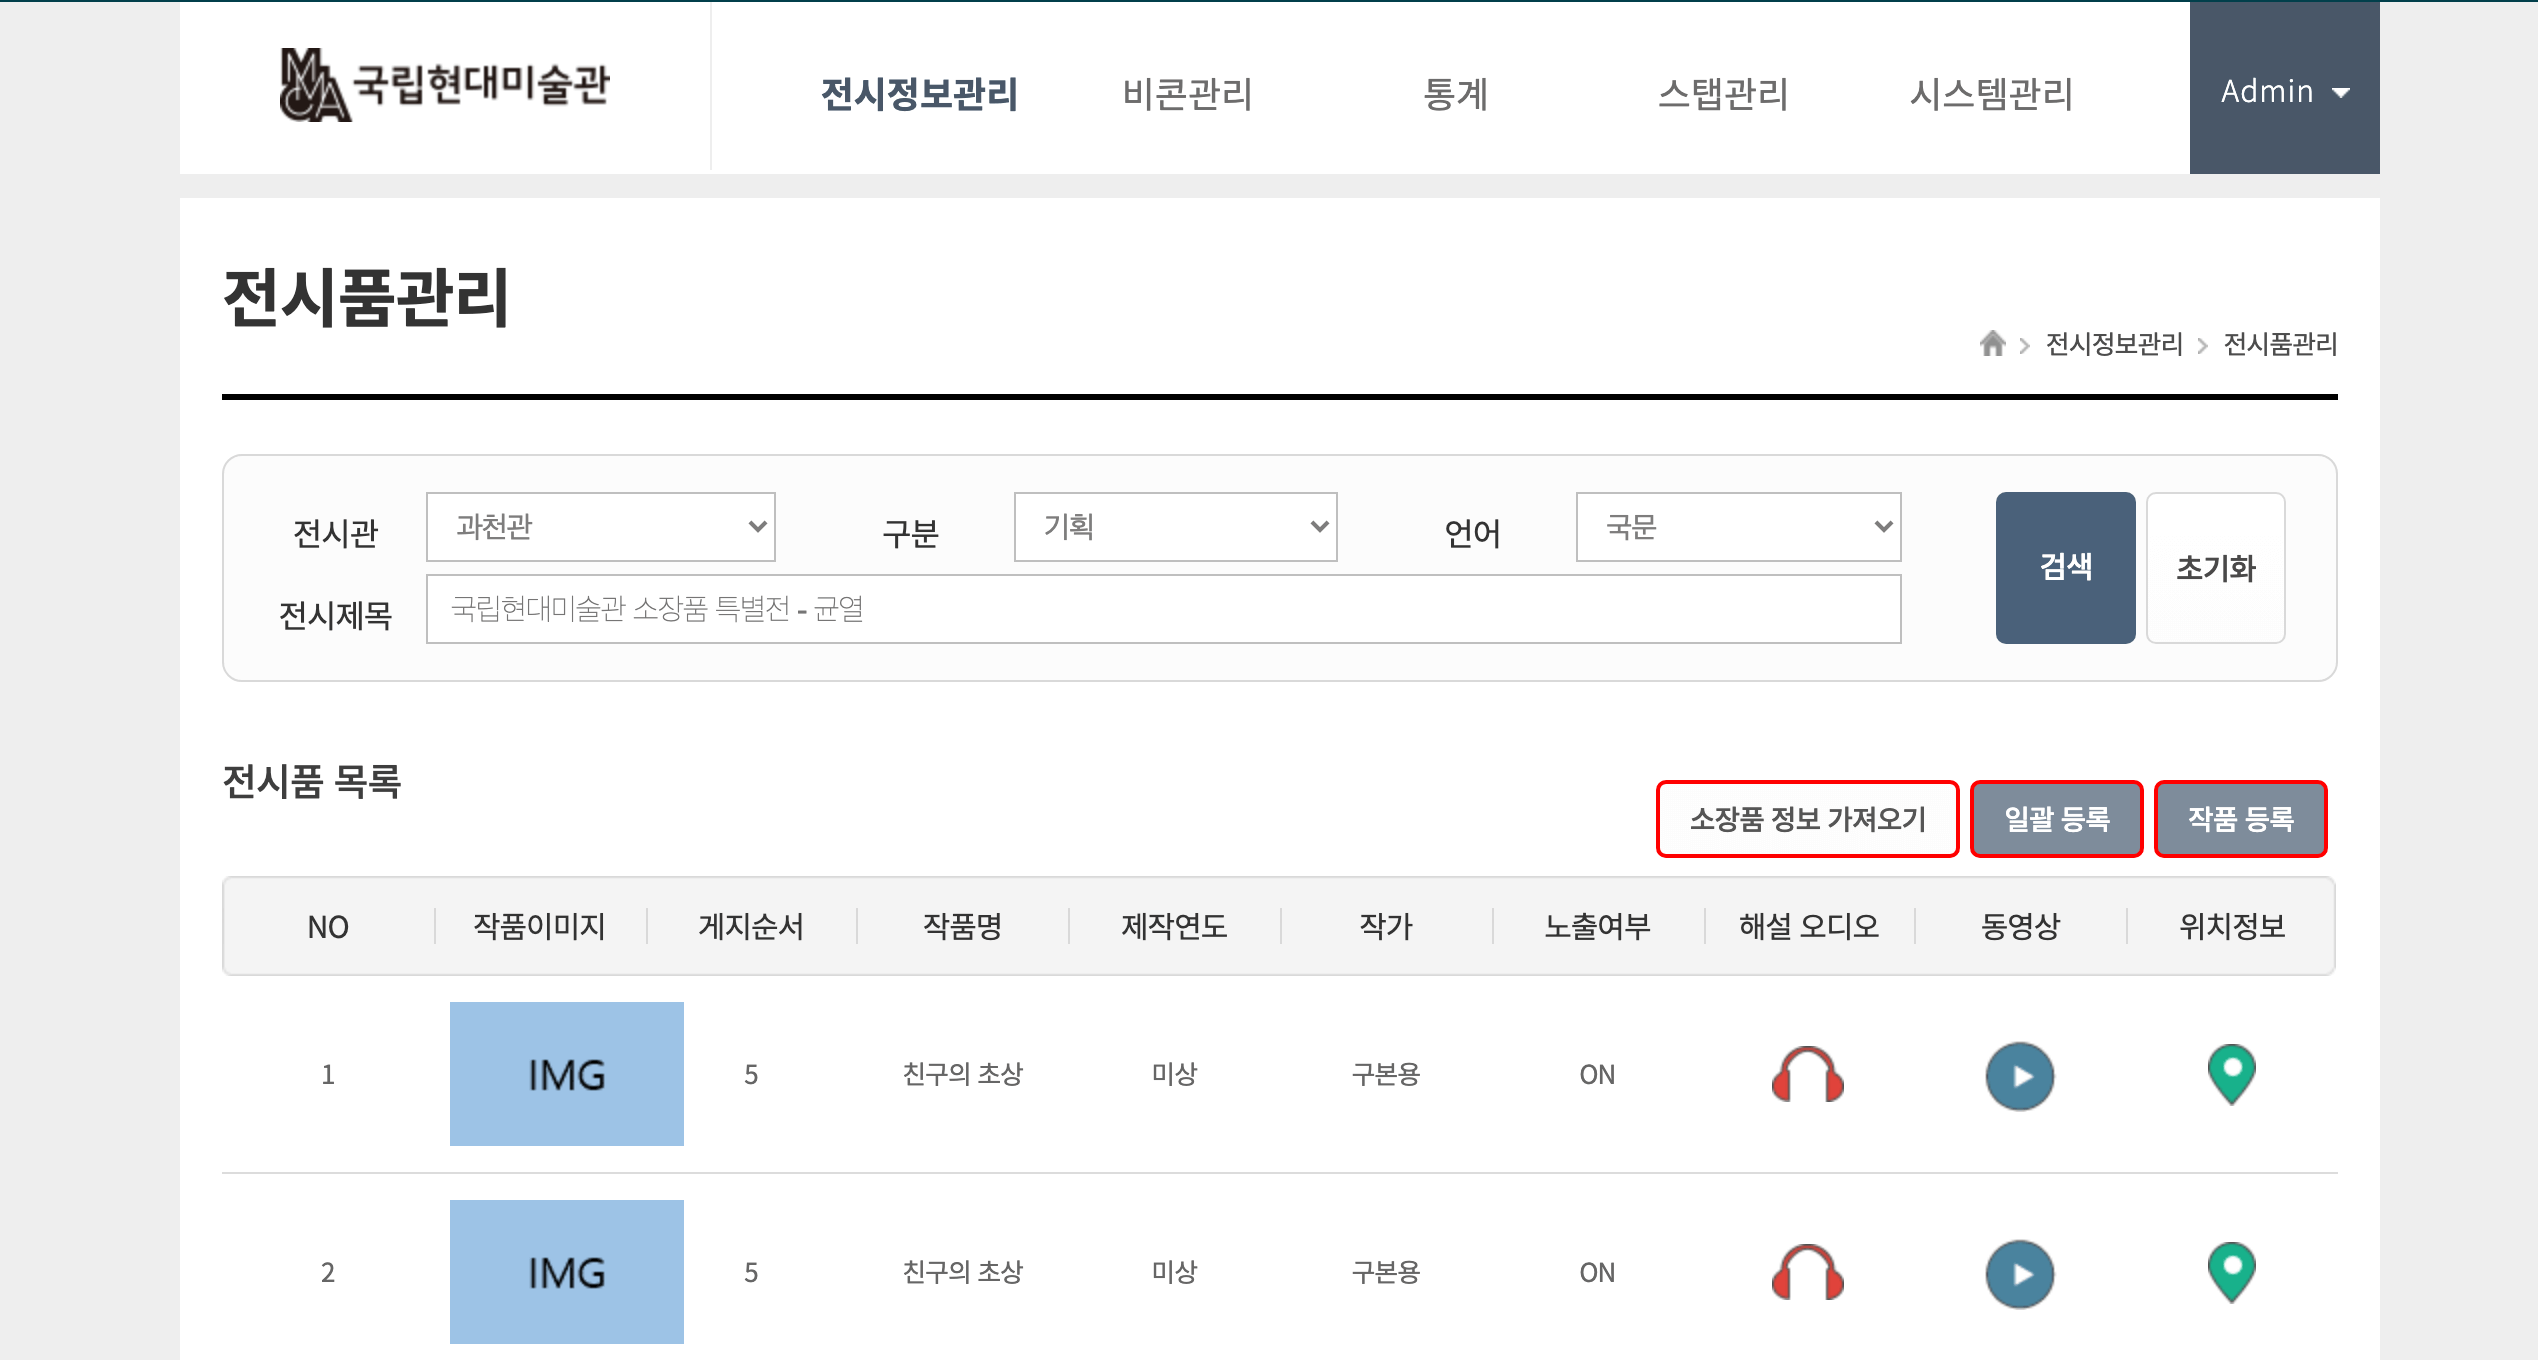 MMCA 국립현대미술관
전시정보관리 비콘관리 통계 스탭관리 시스템관리 Admin
전시품관리
전시정보관리 > 전시품관리
전시관 과천관 구분 기획 언어 국문 검색 초기화
전시제목 국립현대미술관 소장품 특별전 - 균열
전시품 목록
소장품 정보 가져오기 일괄 등록 작품 등록
NO 작품이미지 게지순서 작품명 제작연도 작가 노출여부 해설 오디오 동영상 위치정보
1 IMG 5 친구의 초상 미상 구본용 ON
2 IMG 5 친구의 초상 미상 구본용 ON